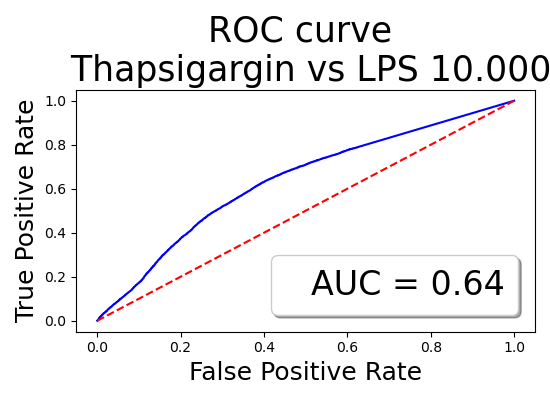 ROC curve
Thapsigargin vs LPS 10.000
True Positive Rate
1.0
0.8
0.6
0.4
0.2
0.0
AUC = 0.64
0.0 0.2 0.4 0.6 0.8 1.0
False Positive Rate